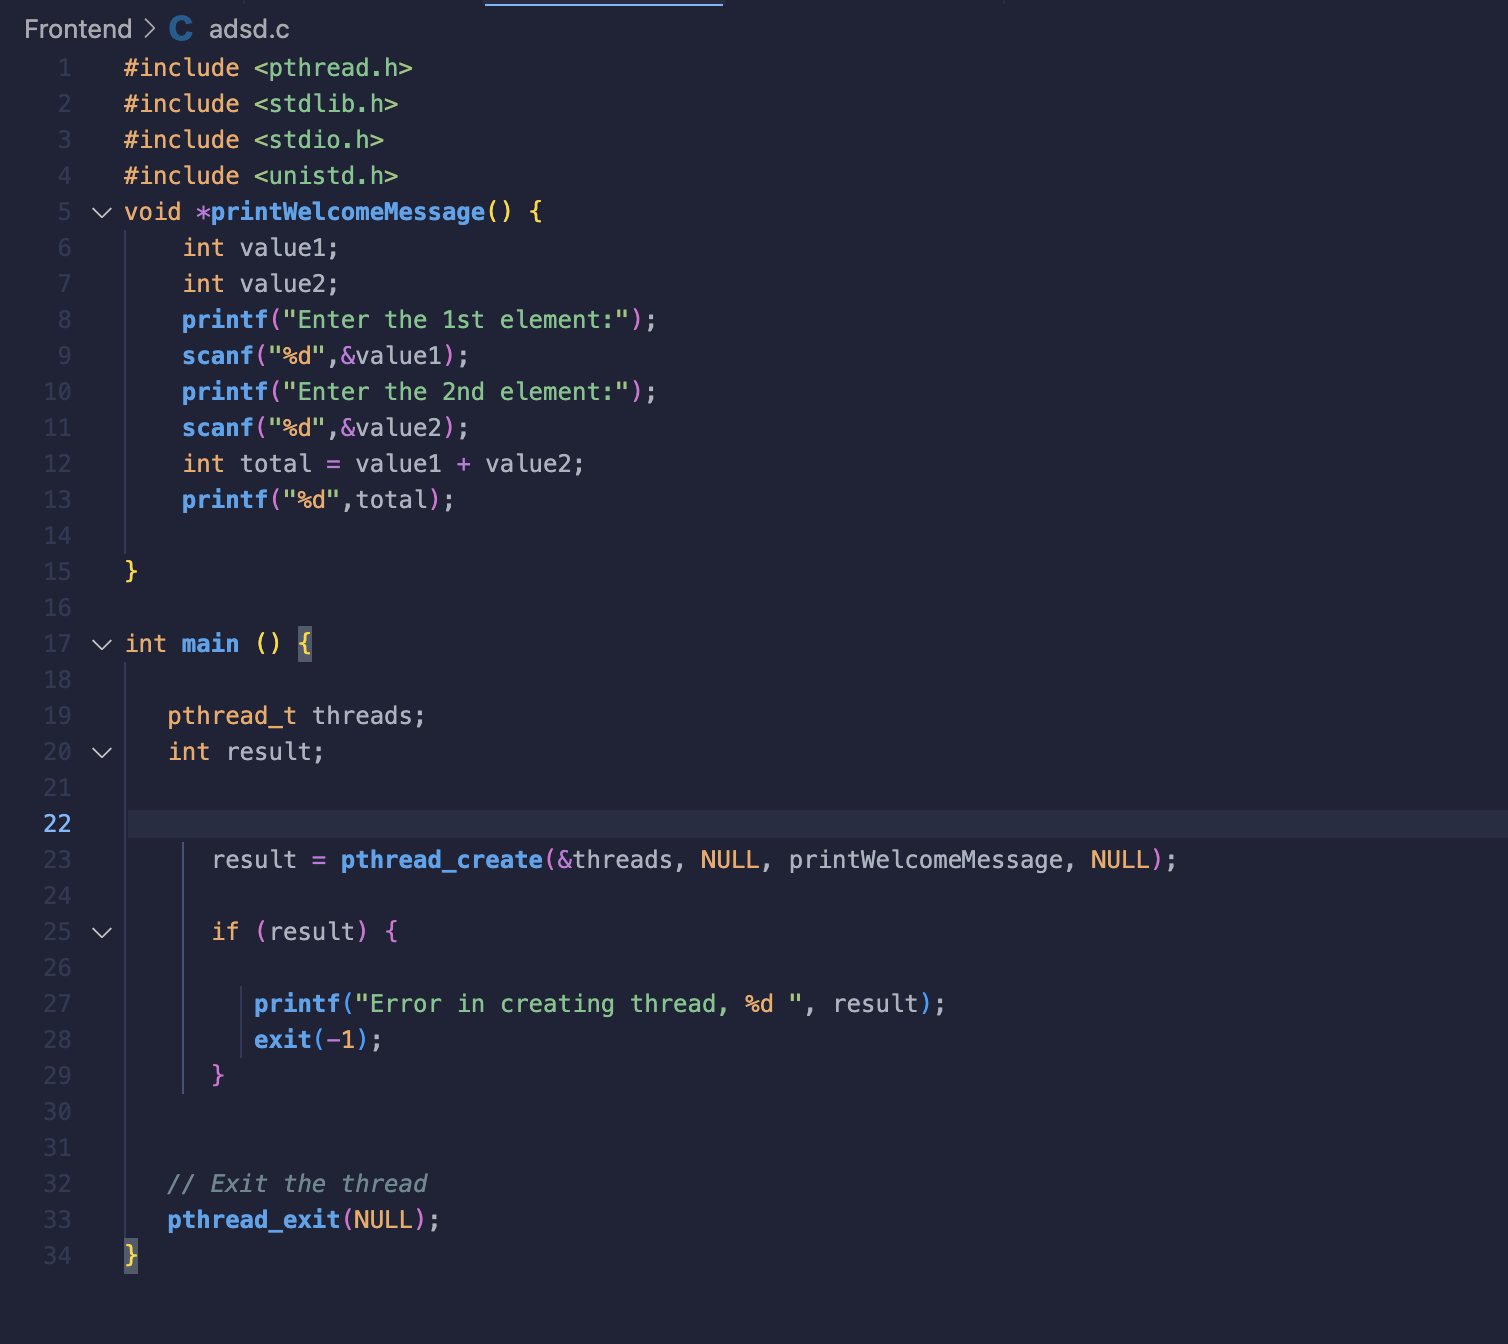 Frontend > C adsd.c
1 #include <pthread.h>
2 #include <stdlib.h>
3 #include <stdio.h>
4 #include <unistd.h>
5 void *printWelcomeMessage() {
6 int value1;
7 int value2;
8 printf("Enter the 1st element:");
9 scanf("%d",&value1);
10 printf("Enter the 2nd element:");
11 scanf("%d",&value2);
12 int total = value1 + value2;
13 printf("%d",total);
14
15 }
16
17 int main () {
18
19 pthread_t threads;
20 int result;
21
22
23 result = pthread_create(&threads, NULL, printWelcomeMessage, NULL);
24
25 if (result) {
26
27 printf("Error in creating thread, %d ", result);
28 exit(-1);
29 }
30
31
32 // Exit the thread
33 pthread_exit(NULL);
34 }